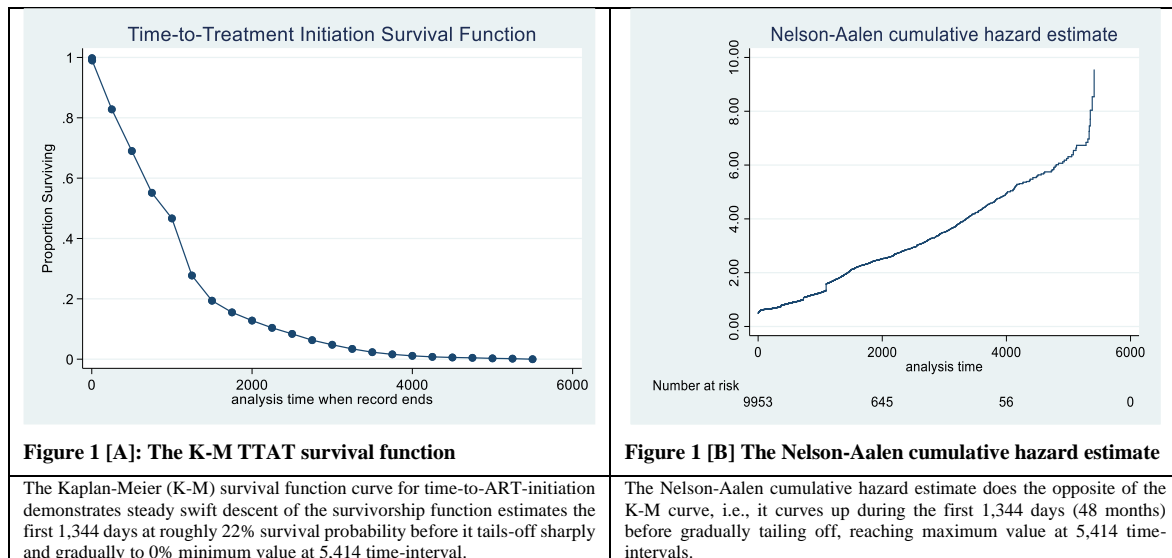 Time-to-Treatment Initiation Survival Function
1
.8
.6
.4
.2
0
Proportion Surviving
0 2000 4000 6000
analysis time when record ends
Figure 1 [A]: The K-M TTAT survival function
The Kaplan-Meier (K-M) survival function curve for time-to-ART-initiation
demonstrates steady swift descent of the survivorship function estimates the
first 1,344 days at roughly 22% survival probability before it tails-off sharply
and gradually to 0% minimum value at 5,414 time-interval.
Nelson-Aalen cumulative hazard estimate
10.00
8.00
6.00
4.00
2.00
0.00
0 2000 4000 6000
analysis time
Number at risk
9953 645 56 0
Figure 1 [B] The Nelson-Aalen cumulative hazard estimate
The Nelson-Aalen cumulative hazard estimate does the opposite of the
K-M curve, i.e., it curves up during the first 1,344 days (48 months)
before gradually tailing off, reaching maximum value at 5,414 time-
intervals.